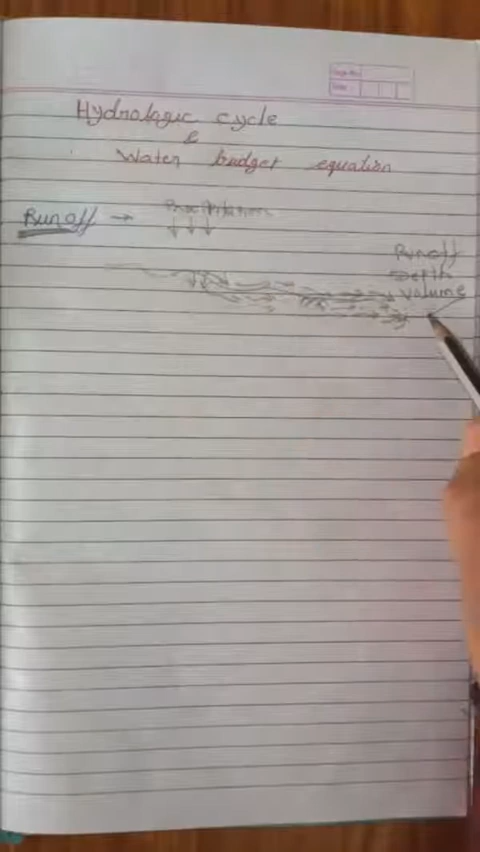 Hydrologic cycle
&
Water budget equation
Runoff → Precipitation
Runoff
Depth
Volume